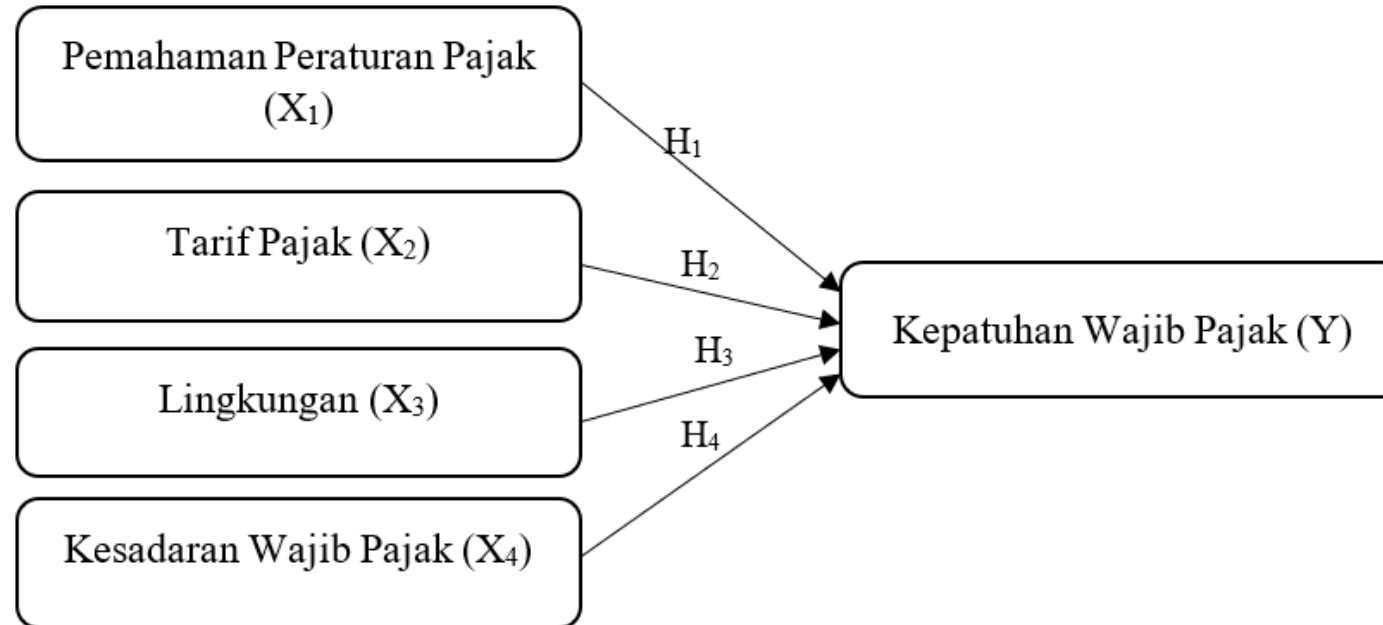 Pemahaman Peraturan Pajak
(X₁)
H₁
Tarif Pajak (X₂)
H₂
Kepatuhan Wajib Pajak (Y)
Lingkungan (X₃)
H₃
H₄
Kesadaran Wajib Pajak (X₄)